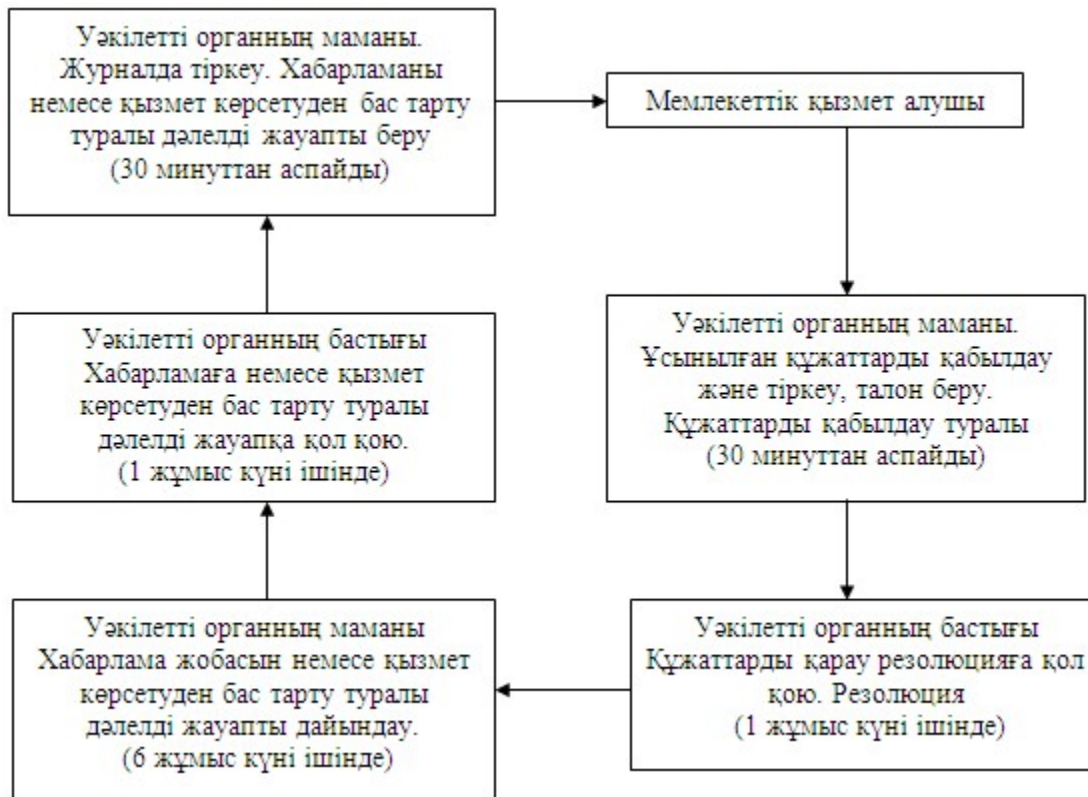 Уәкілетті органның маманы.
Журналда тіркеу. Хабарламаны
немесе қызмет көрсетуден бас тарту
туралы дәлелді жауапты беру
(30 минуттан аспайды)
Мемлекеттік қызмет алушы
Уәкілетті органның бастығы
Хабарламаға немесе қызмет
көрсетуден бас тарту туралы
дәлелді жауапқа қол қою.
(1 жұмыс күні ішінде)
Уәкілетті органның маманы.
Ұсынылған құжаттарды қабылдау
және тіркеу, талон беру.
Құжаттарды қабылдау туралы
(30 минуттан аспайды)
Уәкілетті органның маманы
Хабарлама жобасын немесе қызмет
көрсетуден бас тарту туралы
дәлелді жауапты дайындау.
(6 жұмыс күні ішінде)
Уәкілетті органның бастығы
Құжаттарды қарау резолюцияға қол
қою. Резолюция
(1 жұмыс күні ішінде)